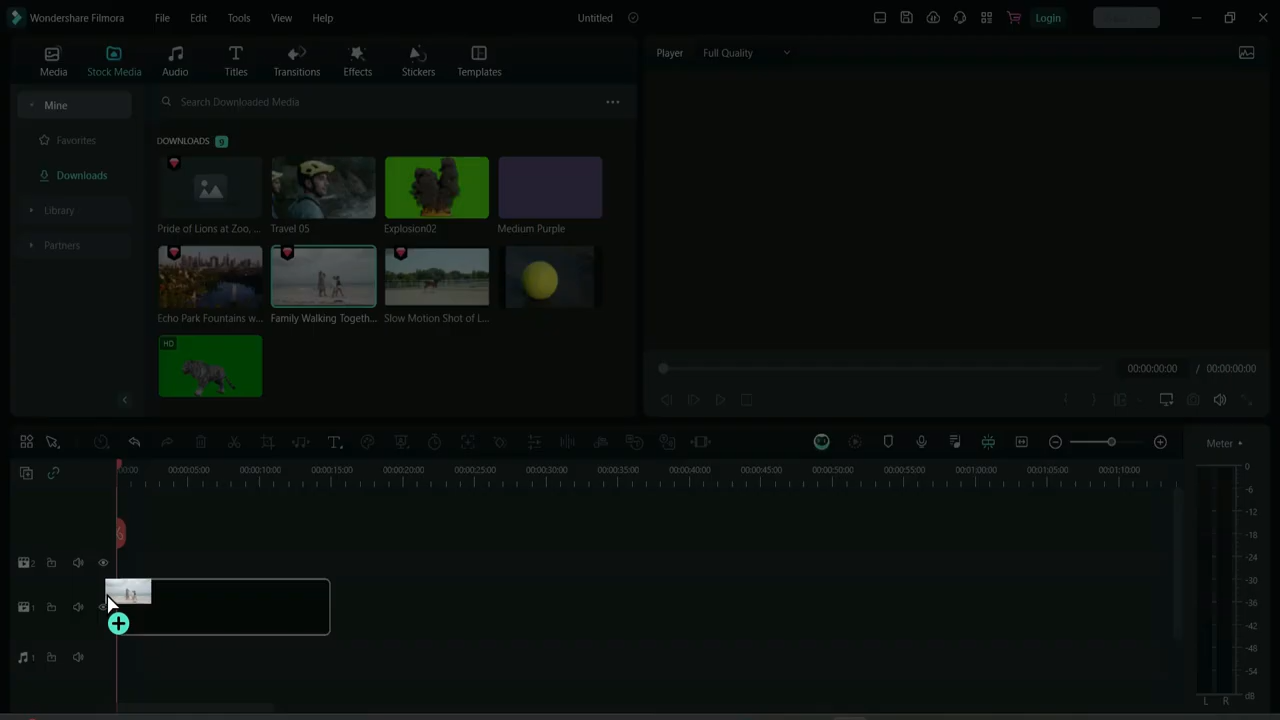 Wondershare Filmora File Edit Tools View Help Untitled Login
Media Stock Media Audio Titles Transitions Effects Stickers Templates
Player Full Quality
Mine
Search Downloaded Media
Favorites
DOWNLOADS 9
Downloads
Library
Partners
Pride of Lions at Zoo, ... Travel 05 Explosion02 Medium Purple
Echo Park Fountains w... Family Walking Togeth... Slow Motion Shot of L...
HD
00:00:00:00 / 00:00:00:00
Meter
:00:00 00:00:05:00 00:00:10:00 00:00:15:00 00:00:20:00 00:00:25:00 00:00:30:00 00:00:35:00 00:00:40:00 00:00:45:00 00:00:50:00 00:00:55:00 00:01:00:00 00:01:05:00 00:01:10:00
2
1
1
0
-6
-12
-18
-24
-30
-36
-42
-48
-54
dB
L R